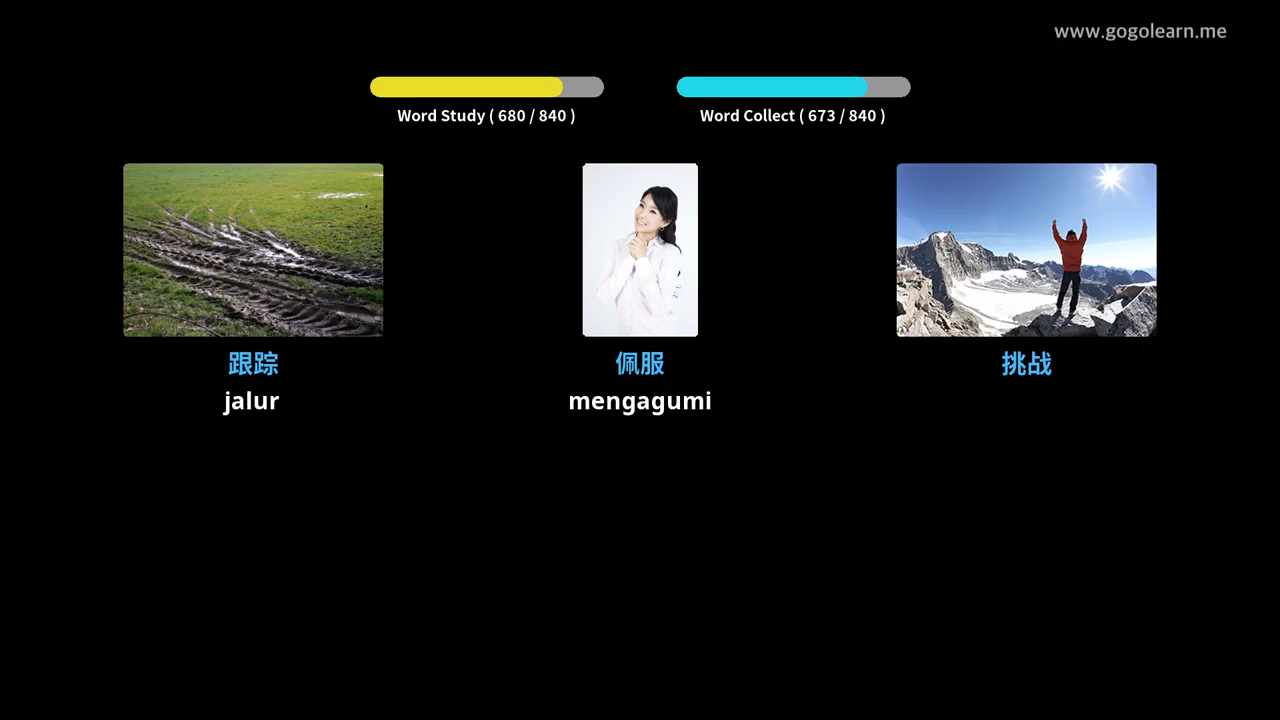 www.gogolearn.me
Word Study ( 680 / 840 )
Word Collect ( 673 / 840 )
跟踪
jalur
佩服
mengagumi
挑战